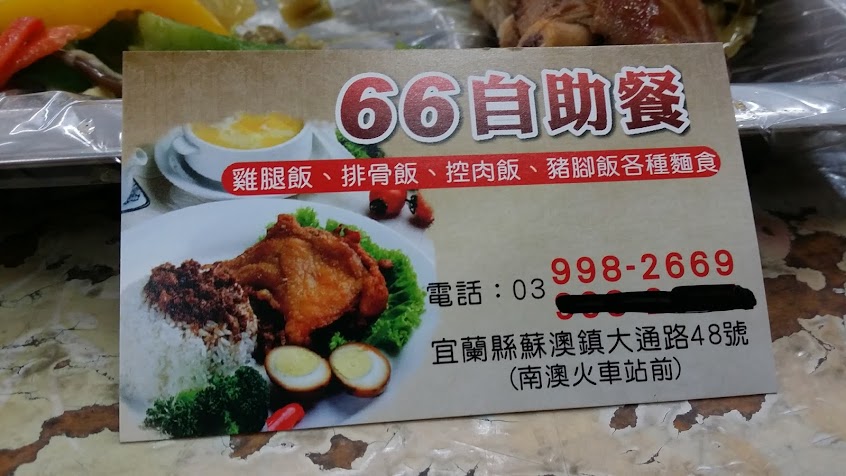 66自助餐
雞腿飯、排骨飯、控肉飯、豬腳飯各種麵食
電話：03 998-2669
宜蘭縣蘇澳鎮大通路48號
(南澳火車站前)